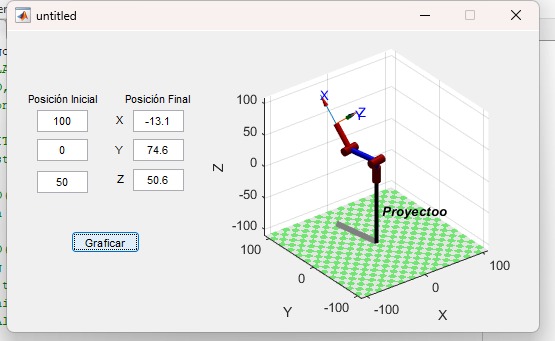 untitled
Posición Inicial Posición Final
100 X -13.1
0 Y 74.6
50 Z 50.6
Graficar
100
50
0
-50
-100
Z
X
Y Z
Proyectoo
100
0
-100
Y
-100
0
100
X